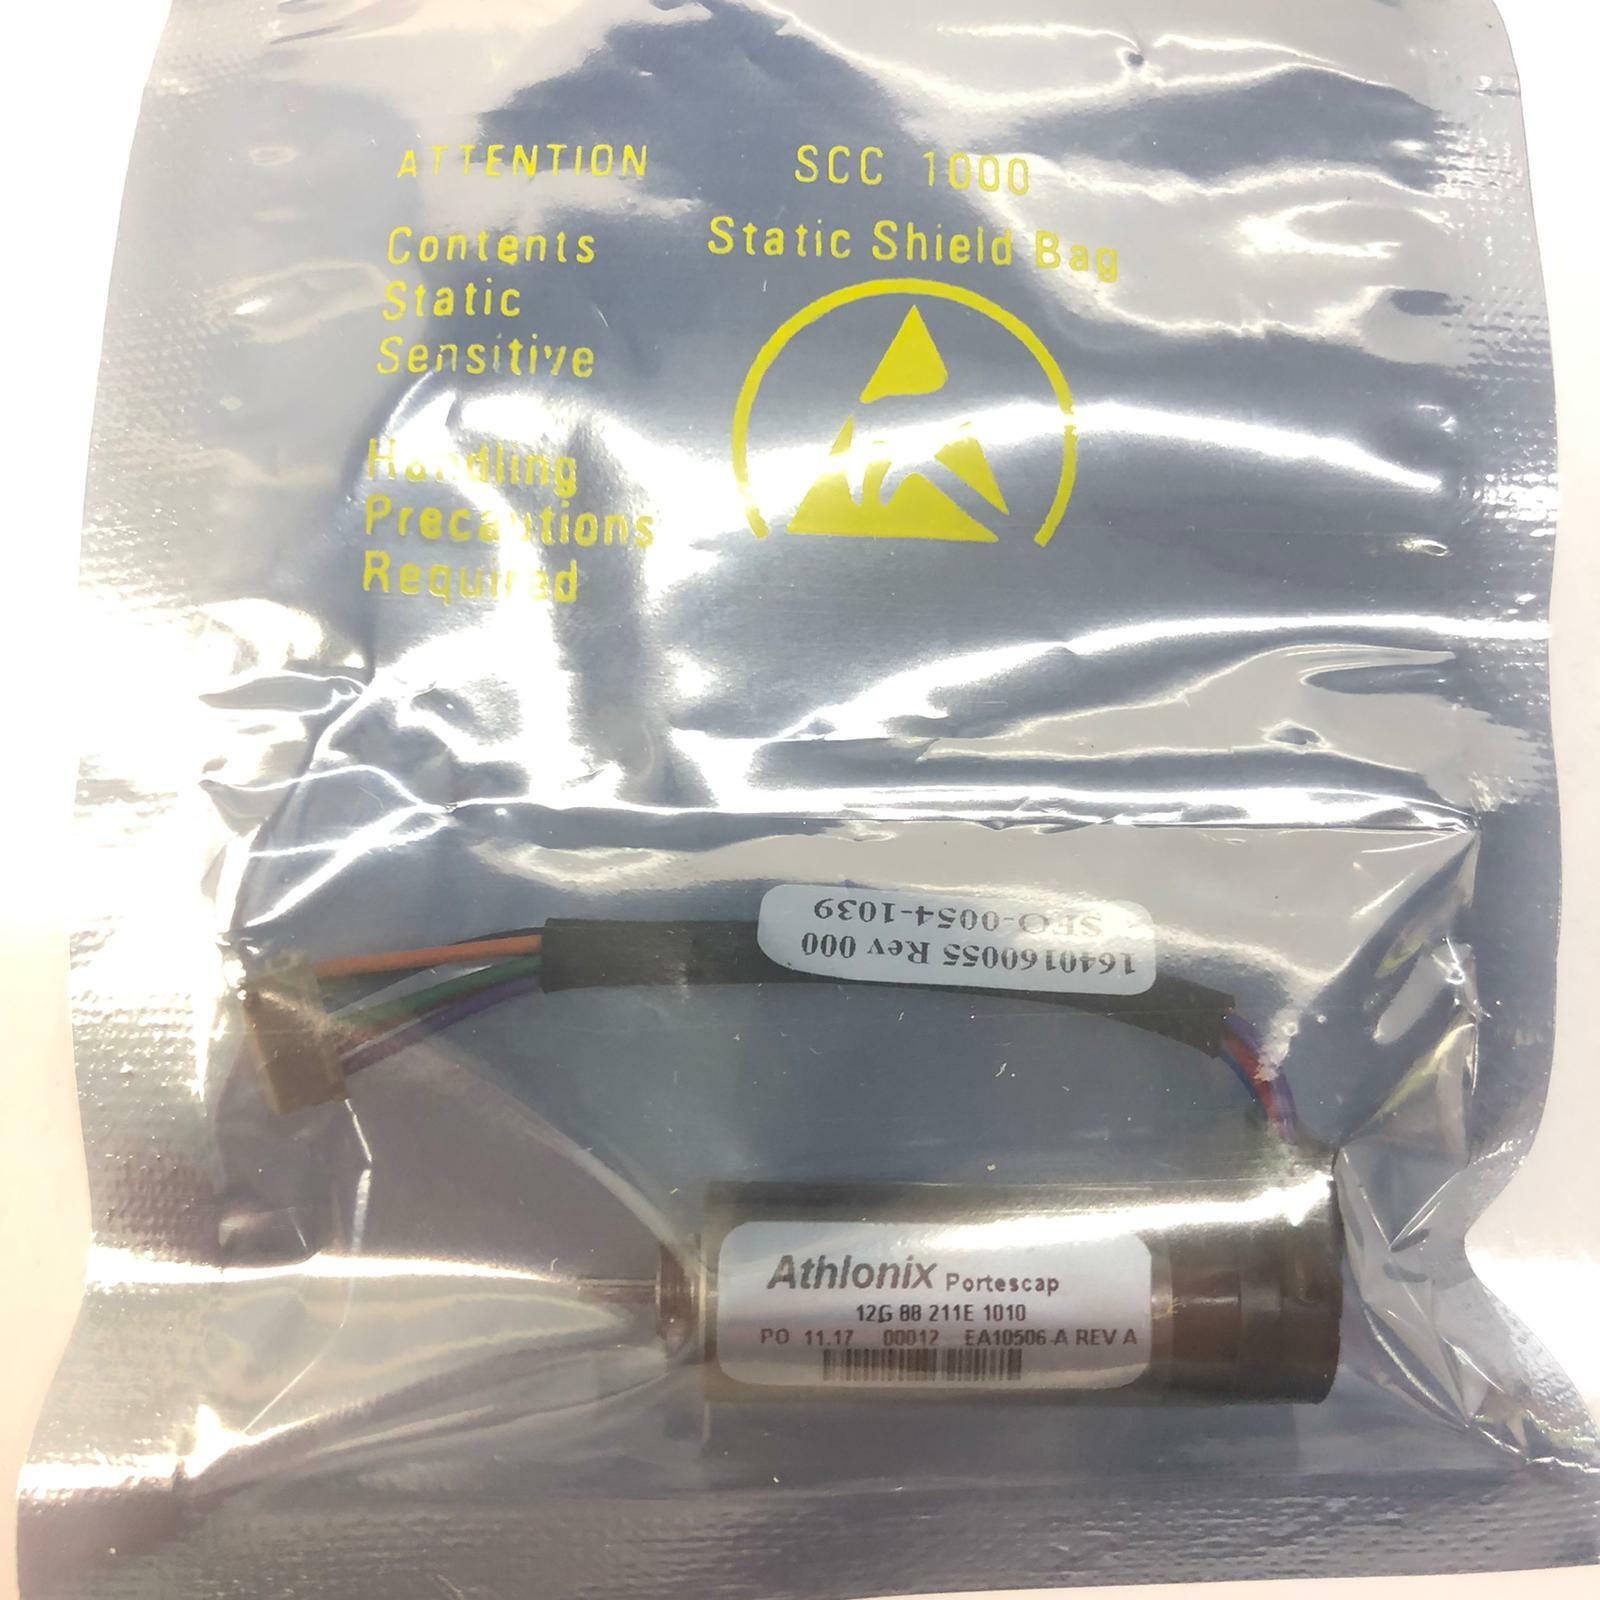 ATTENTION
Contents
Static
Sensitive
Handling
Precautions
Required
SCC 1000
Static Shield Bag
1640160055 Rev 000
-0054-1039
Athlonix Portescap
12G 88 211E 1010
PO 11.17 00012 EA10506-A REV A